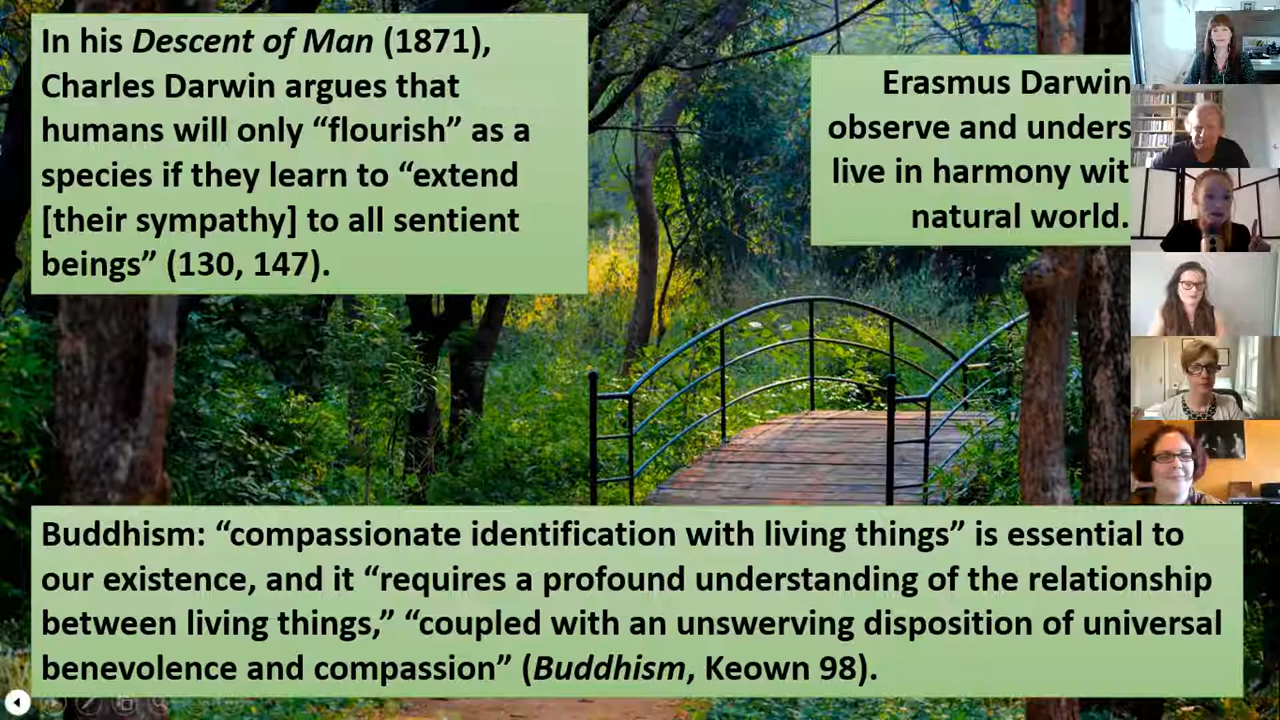 In his Descent of Man (1871),
Charles Darwin argues that
humans will only “flourish” as a
species if they learn to “extend
[their sympathy] to all sentient
beings” (130, 147).
Erasmus Darwin
observe and unders
live in harmony wit
natural world.
Buddhism: “compassionate identification with living things” is essential to
our existence, and it “requires a profound understanding of the relationship
between living things,” “coupled with an unswerving disposition of universal
benevolence and compassion” (Buddhism, Keown 98).